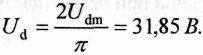 U_d = 2U_dm / π = 31,85 В.